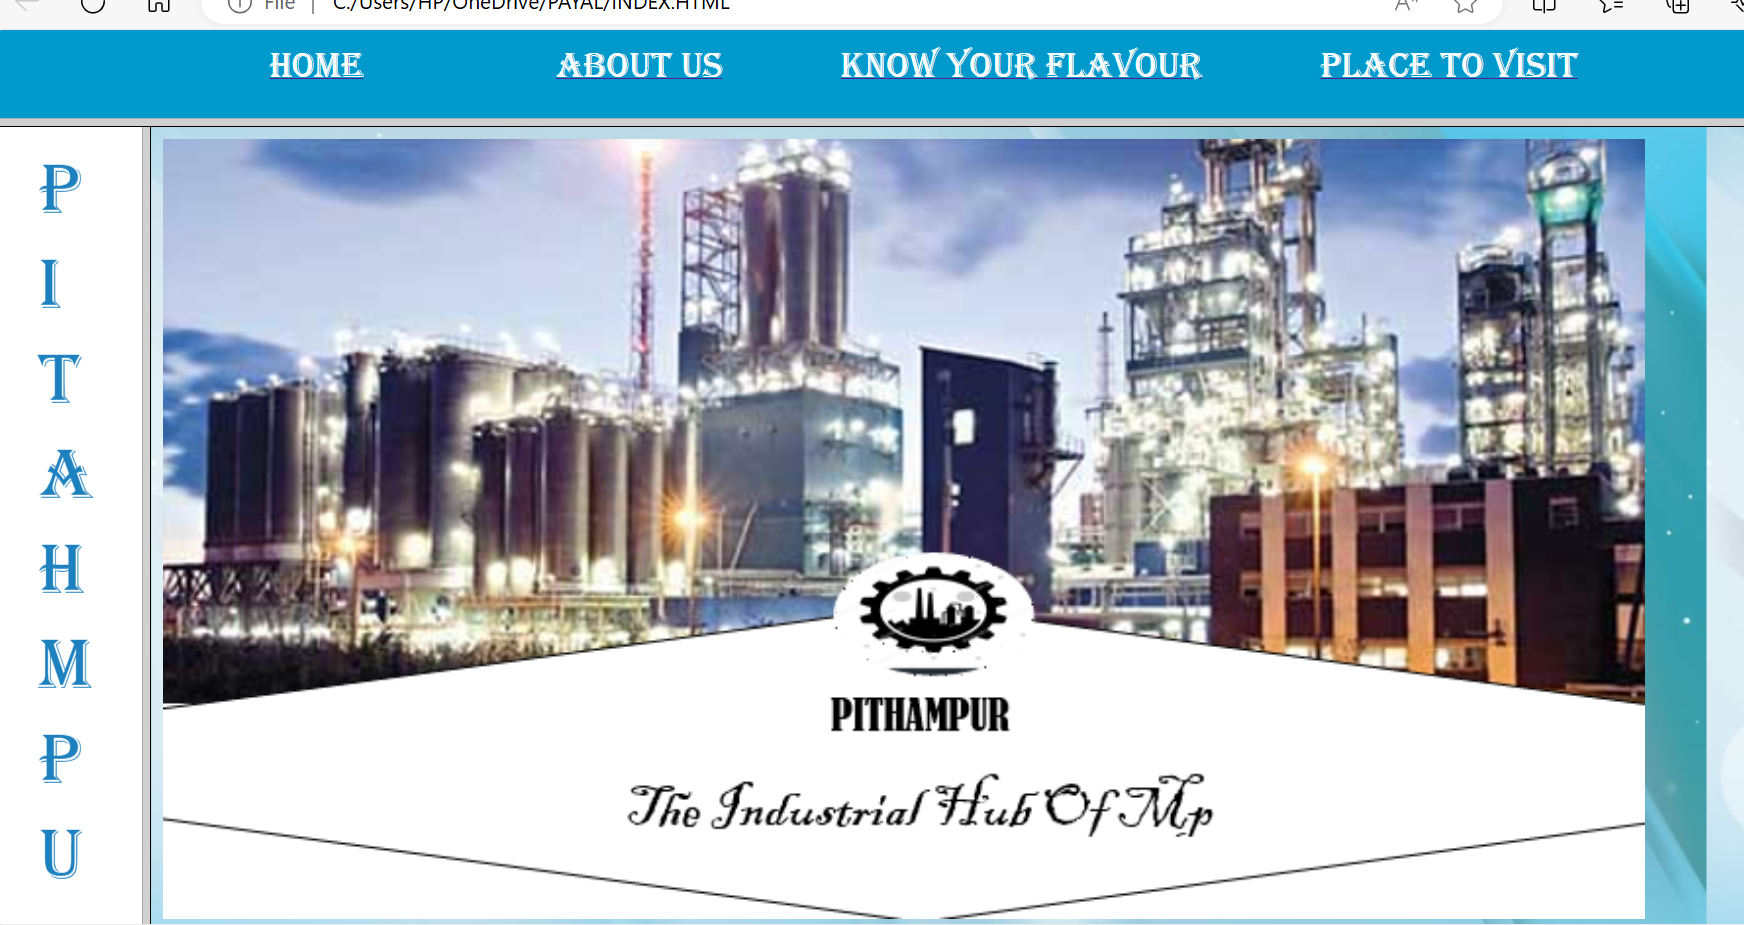 File | C:/Users/HP/OneDrive/PAYAL/INDEX.HTML
HOME ABOUT US KNOW YOUR FLAVOUR PLACE TO VISIT
P
I
T
A
H
M
P
U
PITHAMPUR
The Industrial Hub Of Mp